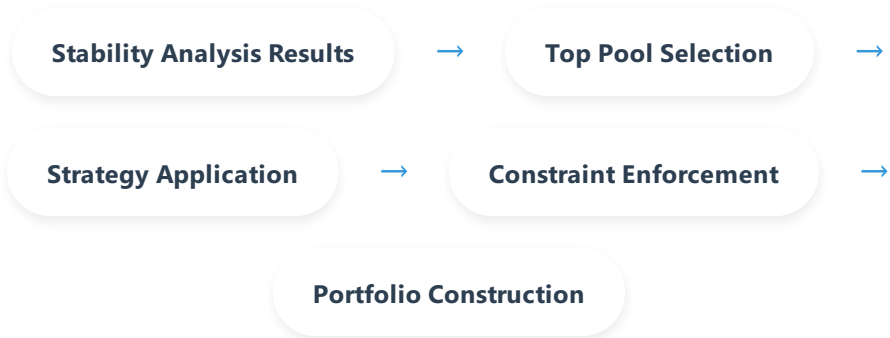 Stability Analysis Results → Top Pool Selection →
Strategy Application → Constraint Enforcement →
Portfolio Construction